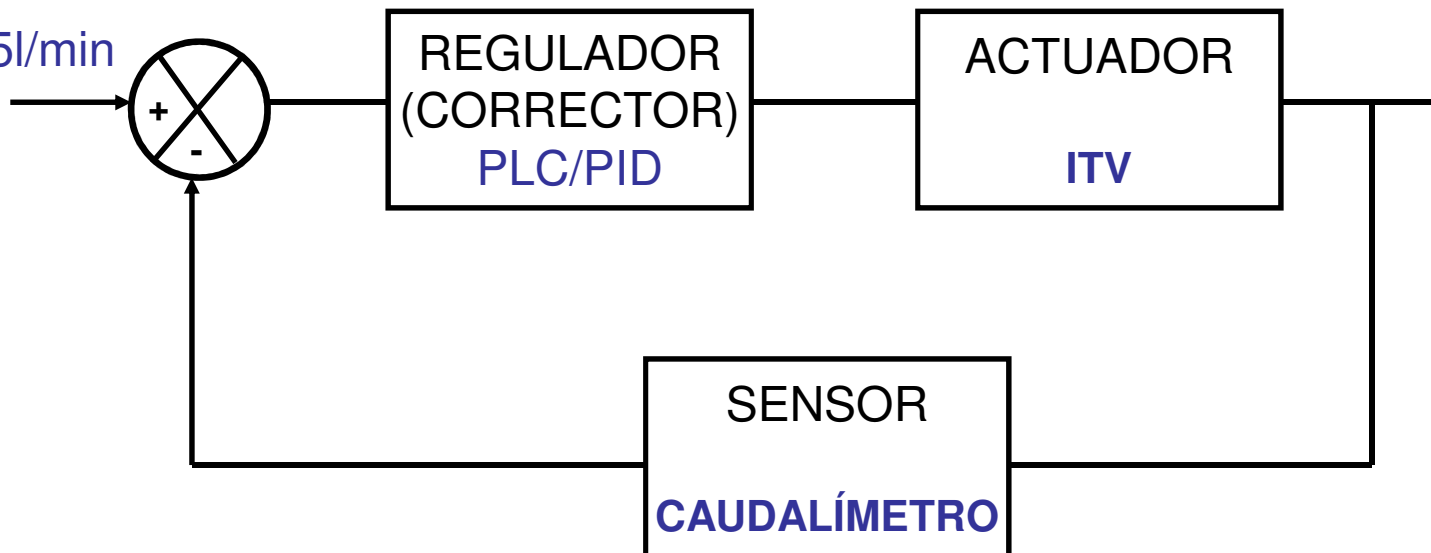 5l/min
+
-
REGULADOR
(CORRECTOR)
PLC/PID
ACTUADOR
ITV
SENSOR
CAUDALÍMETRO